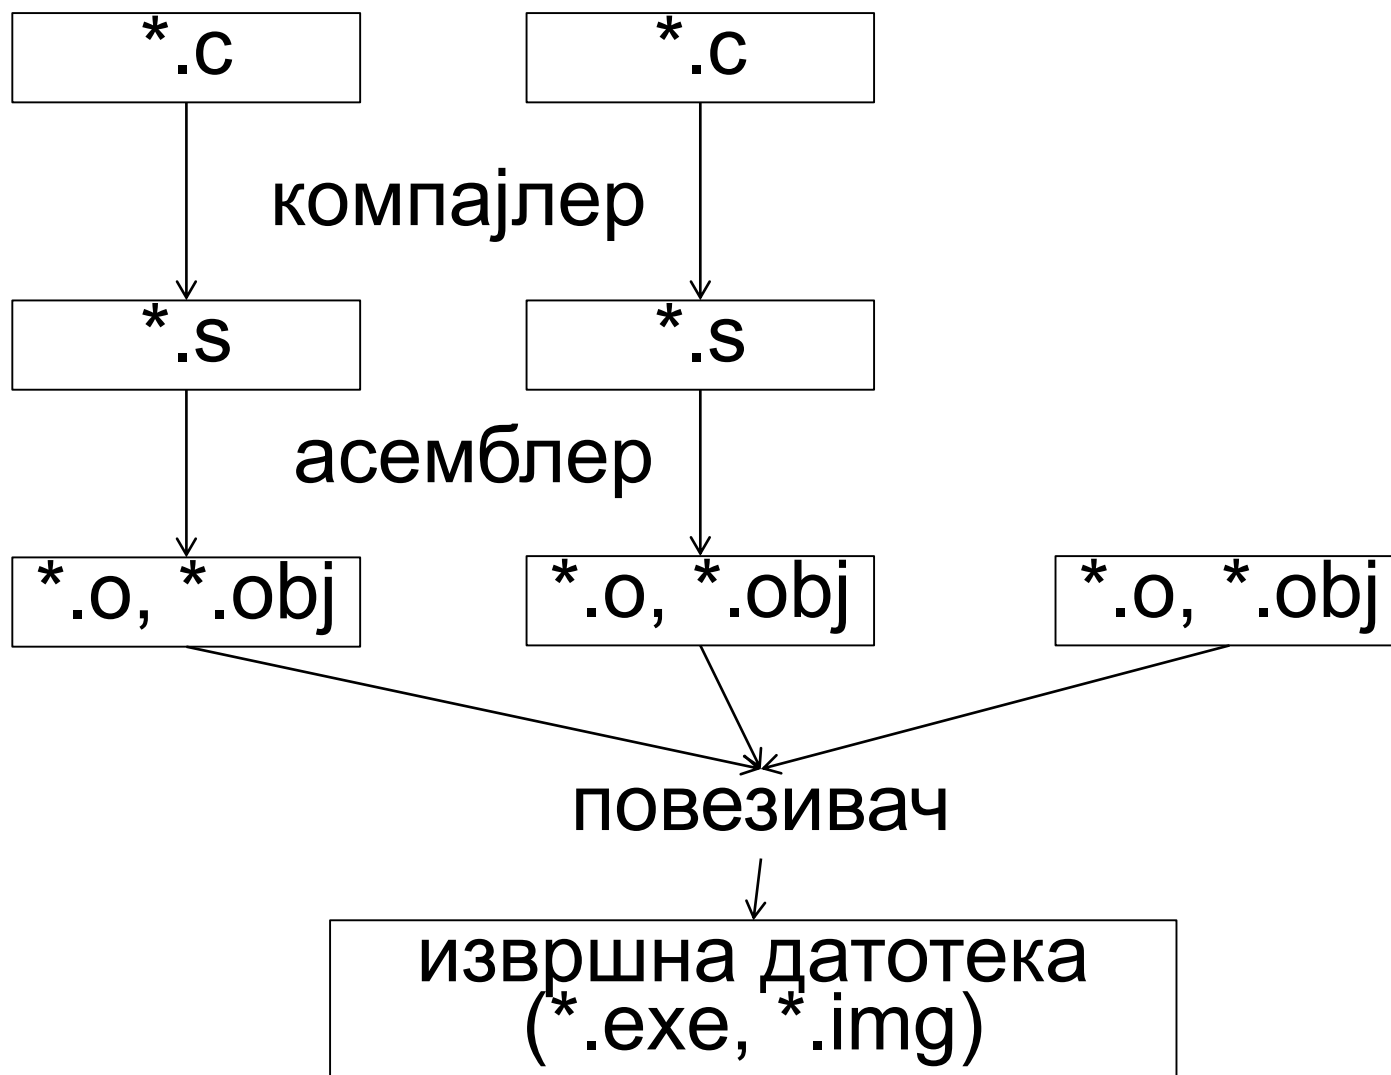 *.c
*.c
компајлер
*.s
*.s
асемблер
*.o, *.obj
*.o, *.obj
*.o, *.obj
повезивач
извршна датотека
(*.exe, *.img)